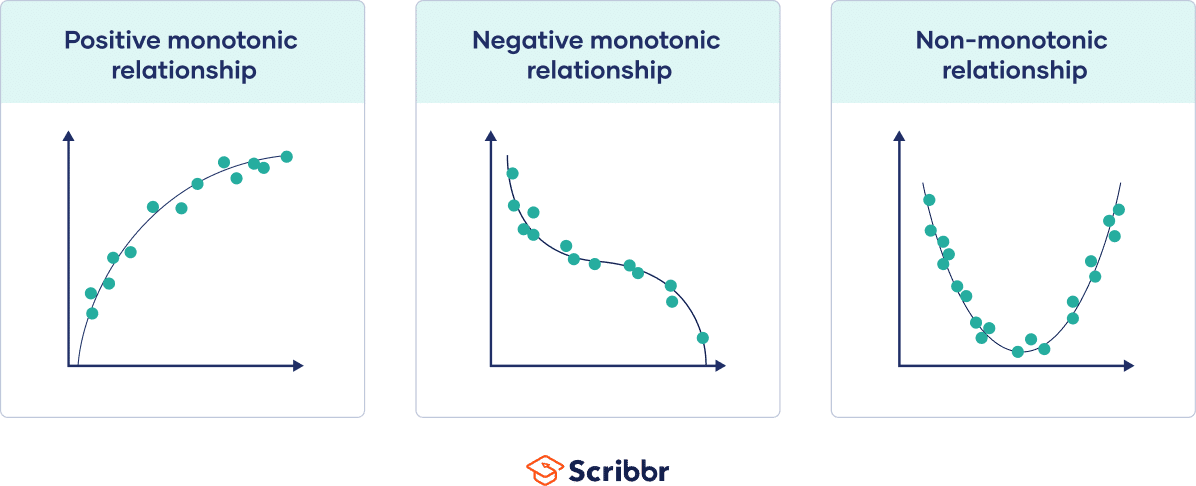 Positive monotonic
relationship
Negative monotonic
relationship
Non-monotonic
relationship
Scribbr